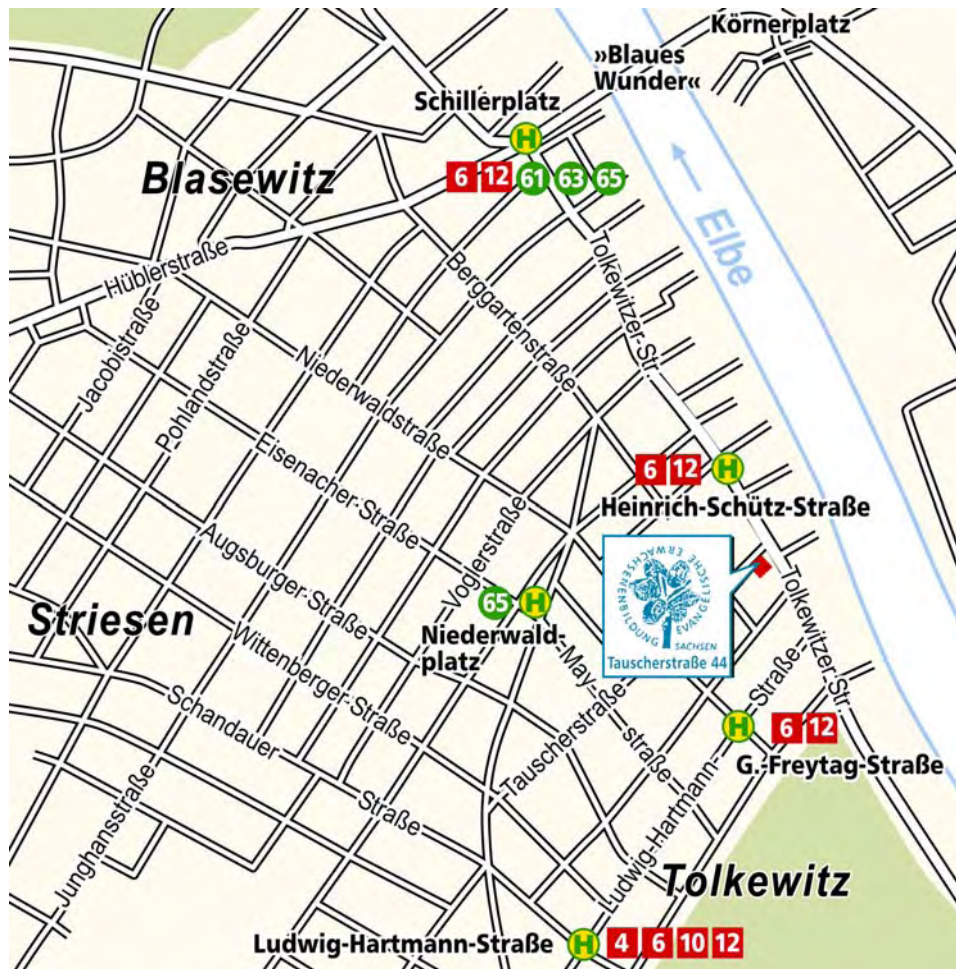 Körnerplatz
»Blaues
Wunder«
Schillerplatz
H
6 12 61 63 65
Blasewitz
Elbe
Hüblerstraße
Tolkewitzer-Str.
Berggartenstraße
Jacobistraße
Pohlandstraße
Niederwaldstraße
Eisenacher-Straße
6 12 H
Heinrich-Schütz-Straße
Augsburger-Straße
Voglerstraße
EVANGELISCHE ERWACHSENENBILDUNG
SACHSEN
Tauscherstraße 44
65 H
Niederwald-
platz
Striesen
Wittenberger-Straße
Tolkewitzer-Str.
-May-straße
Tauscherstraße
Schandauer
Straße
H 6 12
G.-Freytag-Straße
Ludwig-Hartmann-Straße
Junghansstraße
Tolkewitz
Ludwig-Hartmann-Straße H 4 6 10 12